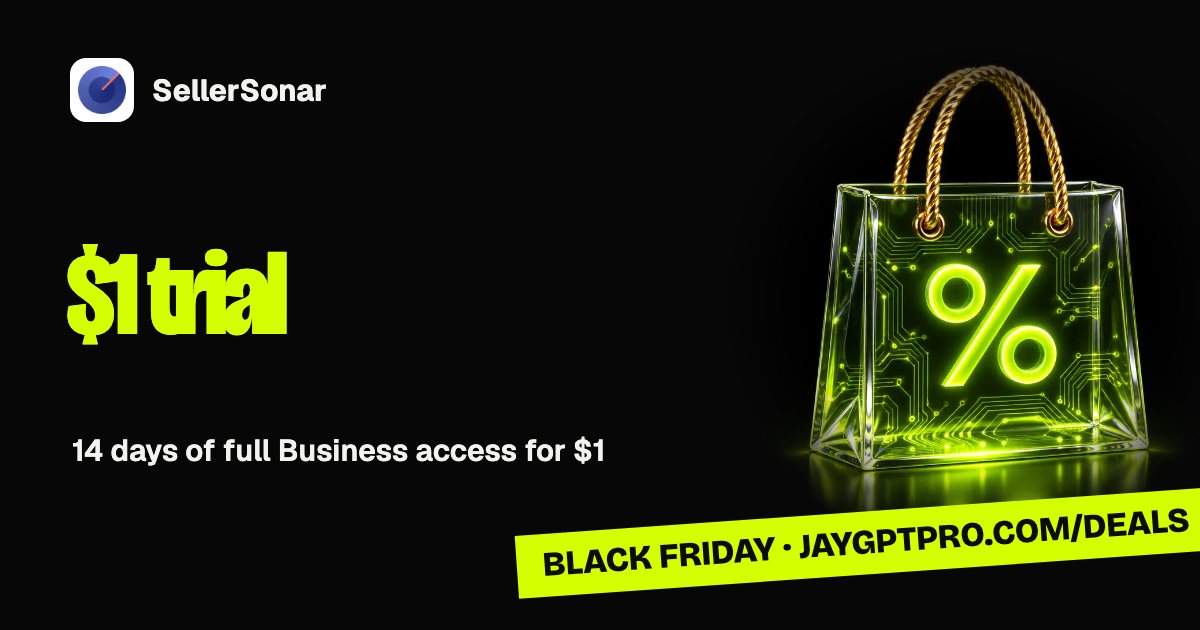 SellerSonar
$1 trial
14 days of full Business access for $1
%
BLACK FRIDAY · JAYGPTPRO.COM/DEALS